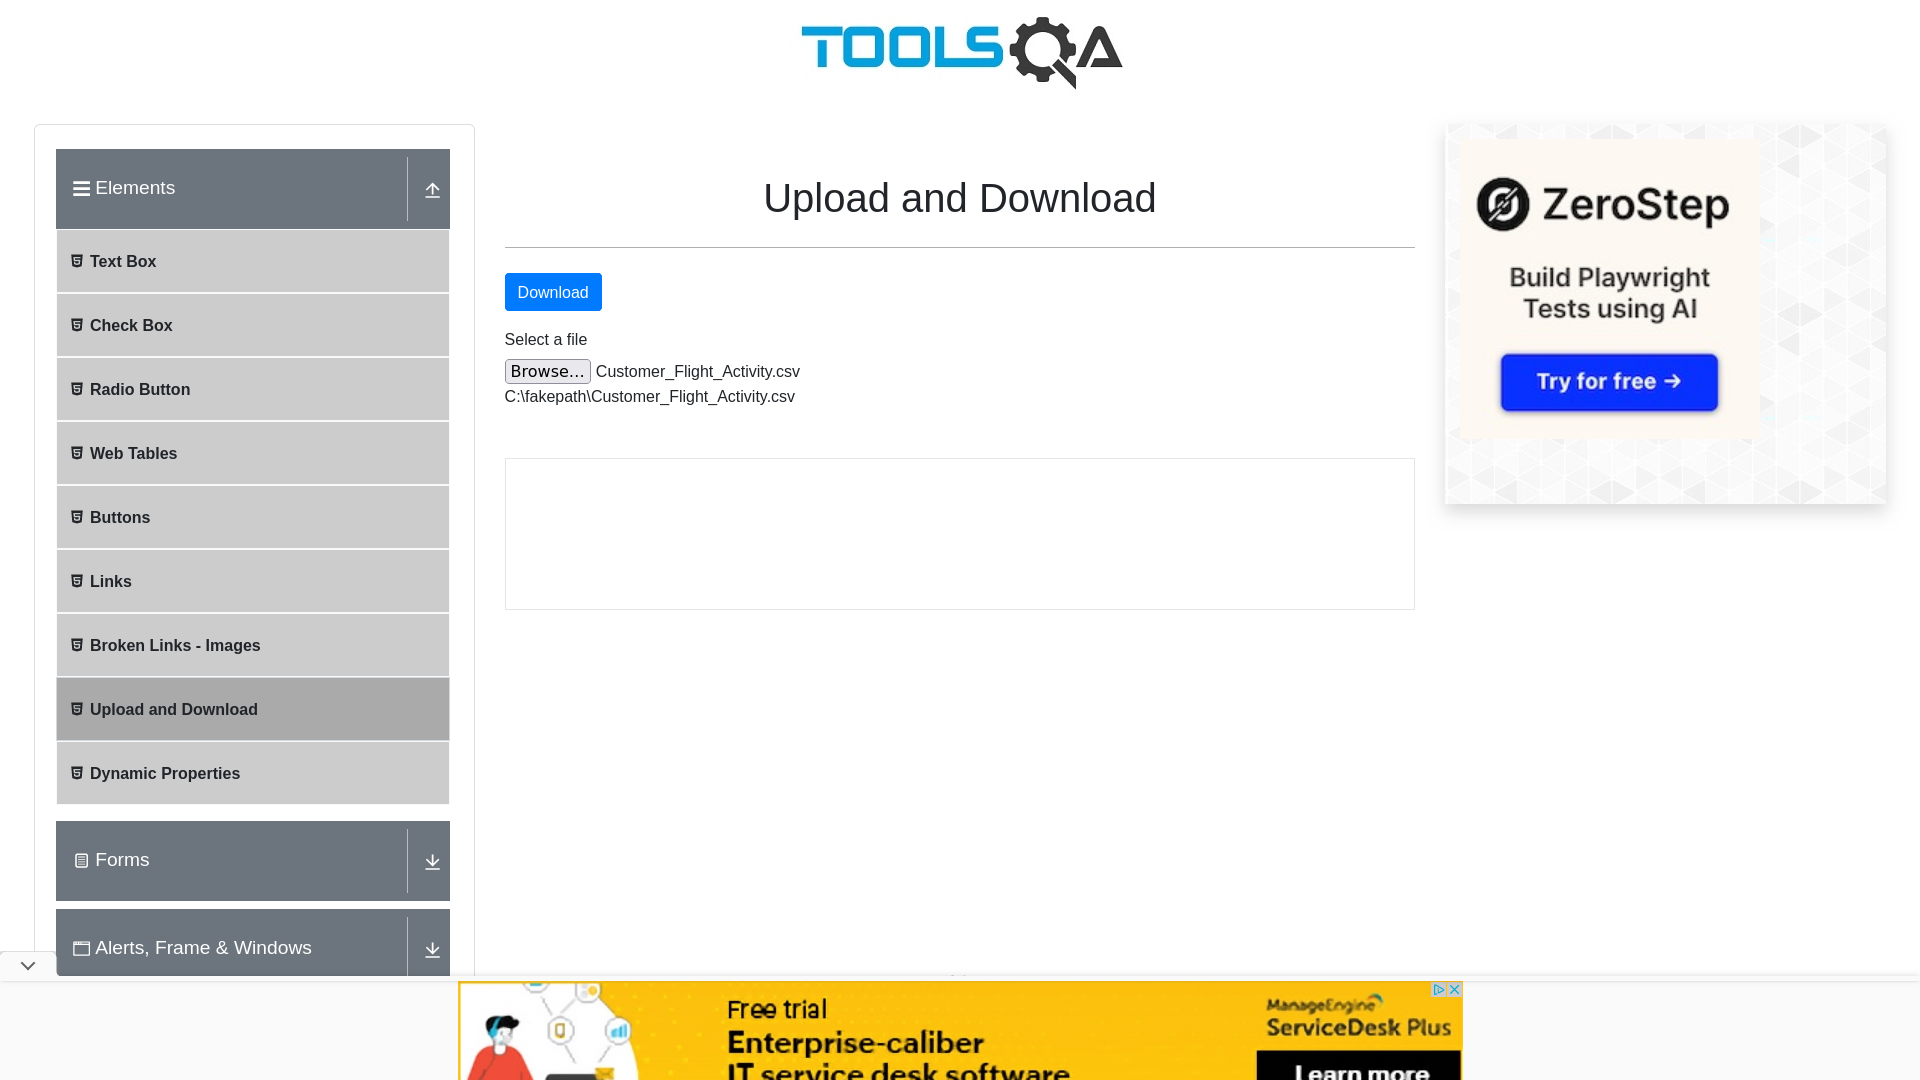 TOOLSQA
Elements
Text Box
Check Box
Radio Button
Web Tables
Buttons
Links
Broken Links - Images
Upload and Download
Dynamic Properties
Forms
Alerts, Frame & Windows
Upload and Download
Download
Select a file
Browse... Customer_Flight_Activity.csv
C:\fakepath\Customer_Flight_Activity.csv
ZeroStep
Build Playwright
Tests using AI
Try for free →
Free trial
Enterprise-caliber
IT service desk software
ManageEngine
ServiceDesk Plus
Learn more